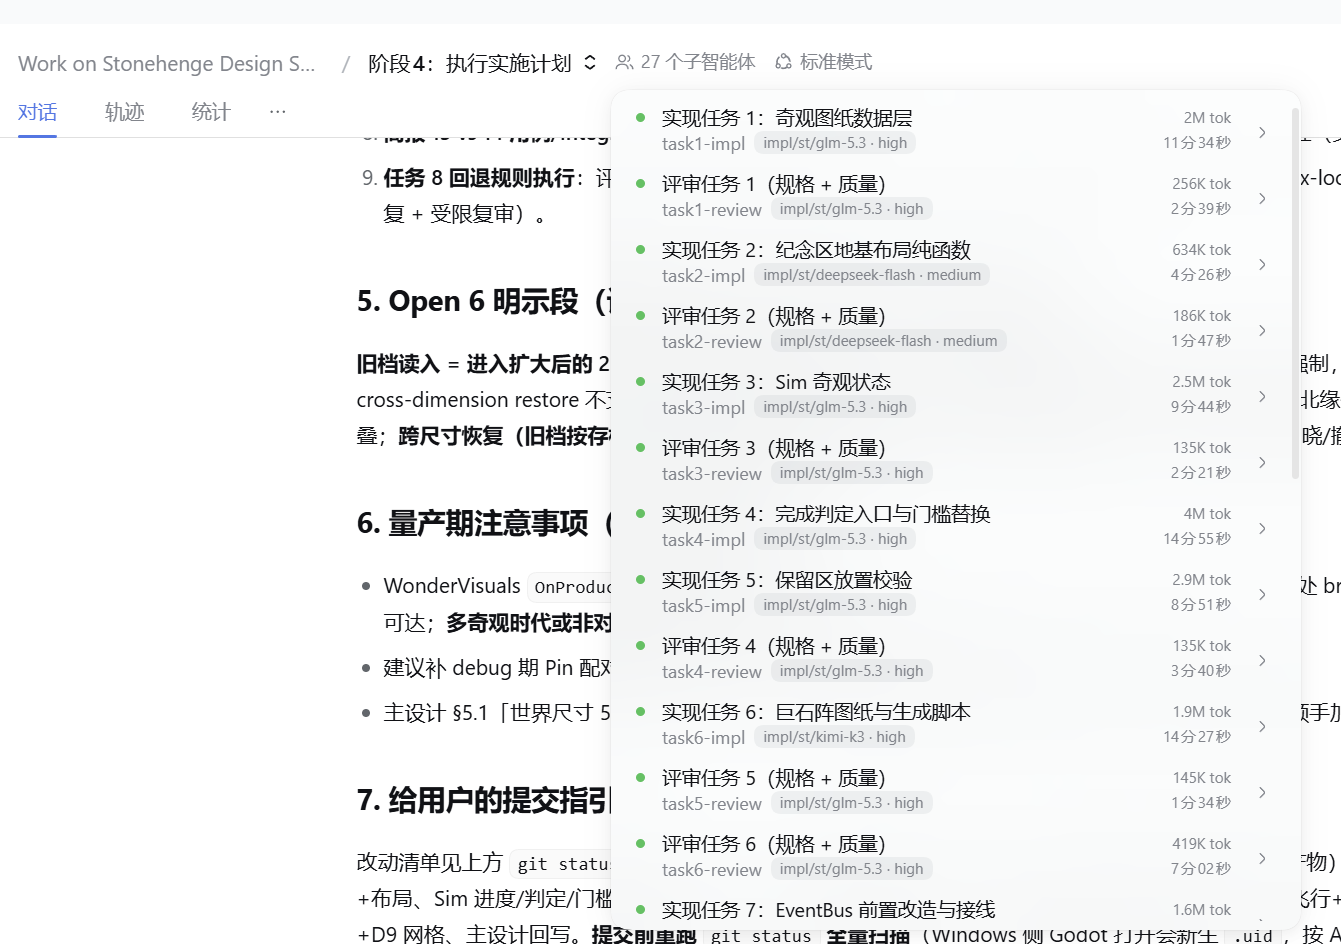 Work on Stonehenge Design S... / 阶段4：执行实施计划 27 个子智能体 标准模式
对话 轨迹 统计 ...
9. 任务 8 回退规则执行：评
复 + 受限复审）。
5. Open 6 明示段（
旧档读入 = 进入扩大后的 2
强制，
cross-dimension restore 不
北缘
叠；跨尺寸恢复（旧档按存
晓/
6. 量产期注意事项（
WonderVisuals OnProduc
处 br
可达；多奇观时代或非对
建议补 debug 期 Pin 配对
主设计 §5.1「世界尺寸 5
顺手加
7. 给用户的提交指引
改动清单见上方 git status
物）
+布局、Sim 进度/判定/门槛
飞行+
+D9 网格、主设计回写。提交前重跑 git status 全量扫描（Windows 侧 Godot 打开会新生 .uid，按 A
实现任务 1：奇观图纸数据层 2M tok
task1-impl impl/st/glm-5.3 · high 11分34秒
评审任务 1（规格 + 质量） 256K tok
task1-review impl/st/glm-5.3 · high 2分39秒
实现任务 2：纪念区地基布局纯函数 634K tok
task2-impl impl/st/deepseek-flash · medium 4分26秒
评审任务 2（规格 + 质量） 186K tok
task2-review impl/st/deepseek-flash · medium 1分47秒
实现任务 3：Sim 奇观状态 2.5M tok
task3-impl impl/st/glm-5.3 · high 9分44秒
评审任务 3（规格 + 质量） 135K tok
task3-review impl/st/glm-5.3 · high 2分21秒
实现任务 4：完成判定入口与门槛替换 4M tok
task4-impl impl/st/glm-5.3 · high 14分55秒
实现任务 5：保留区放置校验 2.9M tok
task5-impl impl/st/glm-5.3 · high 8分51秒
评审任务 4（规格 + 质量） 135K tok
task4-review impl/st/glm-5.3 · high 3分40秒
实现任务 6：巨石阵图纸与生成脚本 1.9M tok
task6-impl impl/st/kimi-k3 · high 14分27秒
评审任务 5（规格 + 质量） 145K tok
task5-review impl/st/glm-5.3 · high 1分34秒
评审任务 6（规格 + 质量） 419K tok
task6-review impl/st/glm-5.3 · high 7分02秒
实现任务 7：EventBus 前置改造与接线 1.6M tok